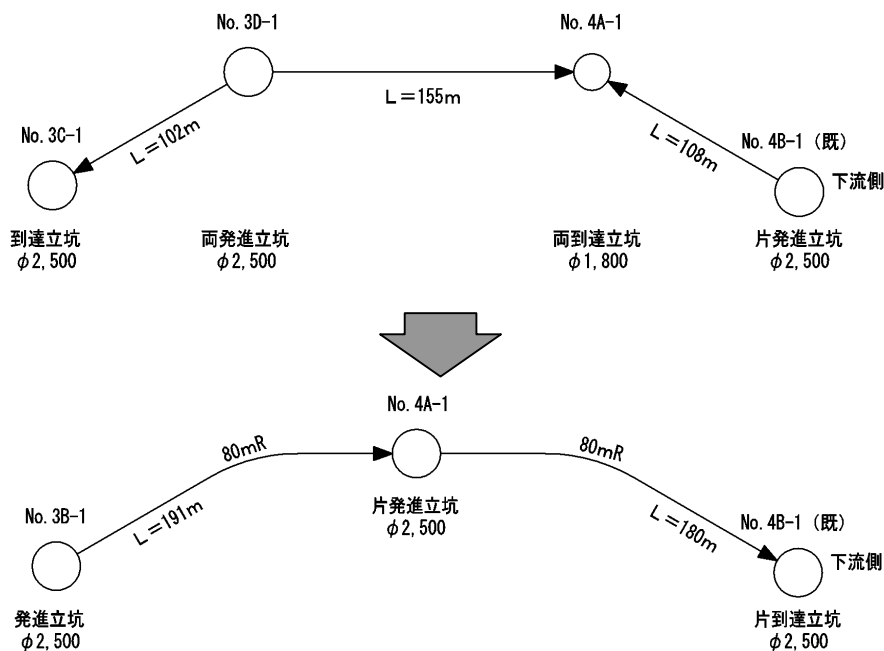 No. 3D-1
No. 4A-1
L=155m
No. 3C-1
L=102m
L=108m
No. 4B-1 (既)
下流側
到達立坑
φ2,500
両発進立坑
φ2,500
両到達立坑
φ1,800
片発進立坑
φ2,500
No. 4A-1
80mR
80mR
片発進立坑
φ2,500
No. 3B-1
L=191m
L=180m
No. 4B-1 (既)
下流側
発進立坑
φ2,500
片到達立坑
φ2,500